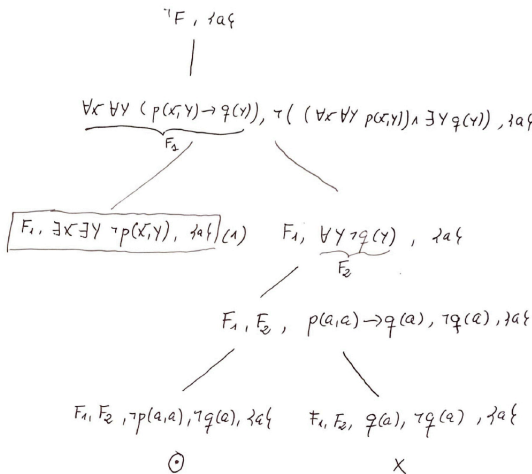 ¬F, {a}
∀x ∀y (p(x,y) → q(y)), ¬((∀x ∀y p(x,y)) ∧ ∃y q(y)), {a}
F₁
F₁, ∃x ∃y ¬p(x,y), {a} (1) F₁, ∀y ¬q(y), {a}
F₂
F₁, F₂, p(a,a) → q(a), ¬q(a), {a}
F₁, F₂, ¬p(a,a), ¬q(a), {a} F₁, F₂, q(a), ¬q(a), {a}
⊙ X